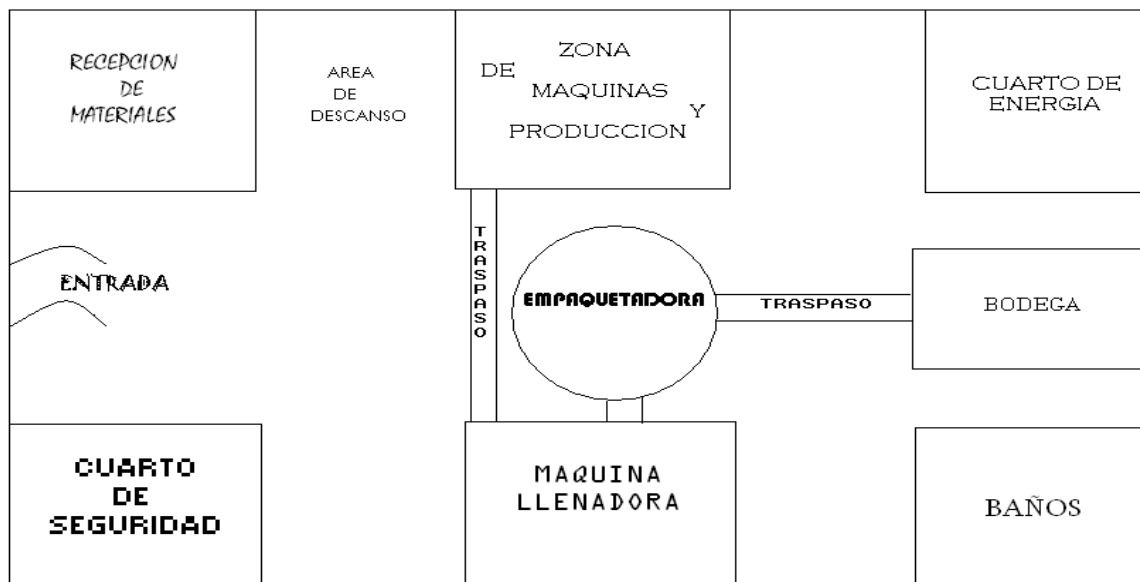 RECEPCION
DE
MATERIALES
AREA
DE
DESCANSO
ZONA
DE
MAQUINAS
Y
PRODUCCION
CUARTO DE
ENERGIA
ENTRADA
TRASPASO
EMPAQUETADORA
TRASPASO
BODEGA
CUARTO
DE
SEGURIDAD
MAQUINA
LLENADORA
BAÑOS